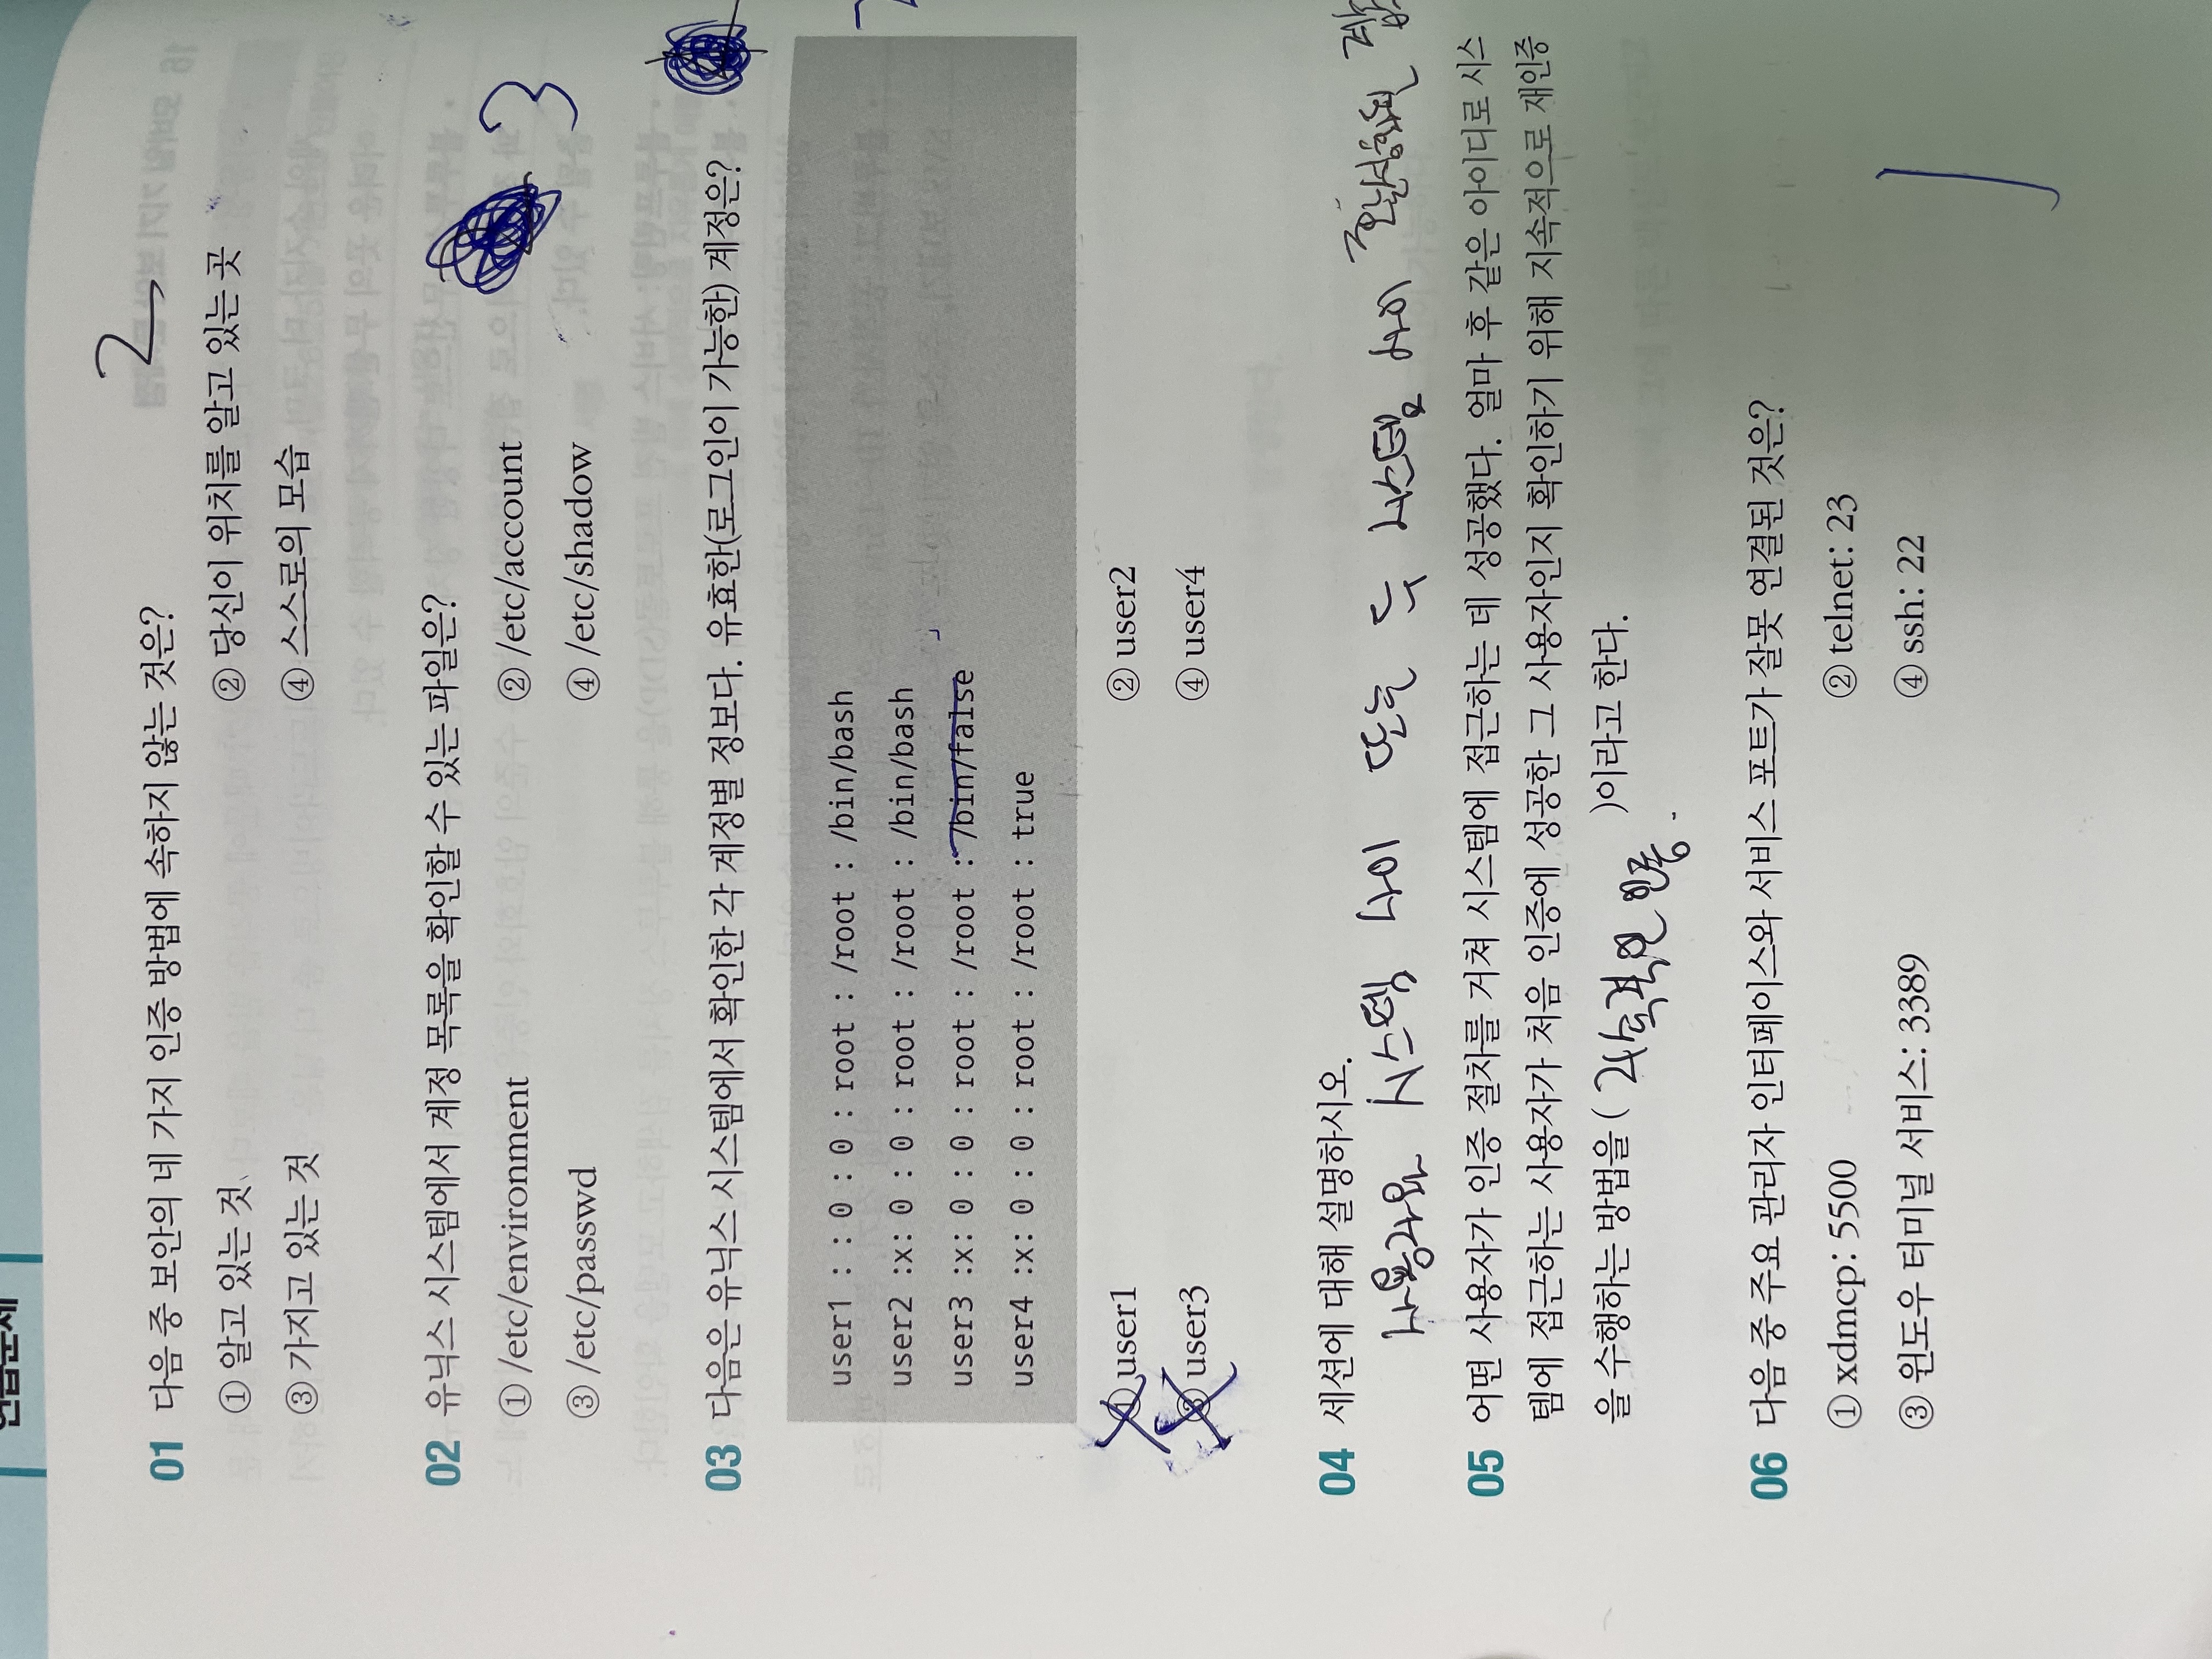 연습문제
2
01 다음 중 보안의 네 가지 인증 방법에 속하지 않는 것은?
① 알고 있는 것
② 당신이 위치를 알고 있는 곳
③ 가지고 있는 것
④ 스스로의 모습
02 유닉스 시스템에서 계정 목록을 확인할 수 있는 파일은?
① /etc/environment
② /etc/account
3
③ /etc/passwd
④ /etc/shadow
03 다음은 유닉스 시스템에서 확인한 각 계정별 정보다. 유효한(로그인이 가능한) 계정은?
user1 : : 0 : 0 : root : /root : /bin/bash
user2 :x: 0 : 0 : root : /root : /bin/bash
user3 :x: 0 : 0 : root : /root : /bin/false
user4 :x: 0 : 0 : root : /root : true
① user1
② user2
③ user3
④ user4
04 세션에 대해 설명하시오.
사용자와 시스템 사이 또는 두 시스템 사이
05 어떤 사용자가 인증 절차를 거쳐 시스템에 접근하는 데 성공했다. 얼마 후 같은 아이디로 시스
템에 접근하는 사용자가 처음 인증에 성공한 그 사용자인지 확인하기 위해 지속적으로 재인증
을 수행하는 방법을 ( 지속적인 인증. )이라고 한다.
06 다음 중 주요 관리자 인터페이스와 서비스 포트가 잘못 연결된 것은?
① xdmcp: 5500
② telnet: 23
③ 윈도우 터미널 서비스: 3389
④ ssh: 22
1